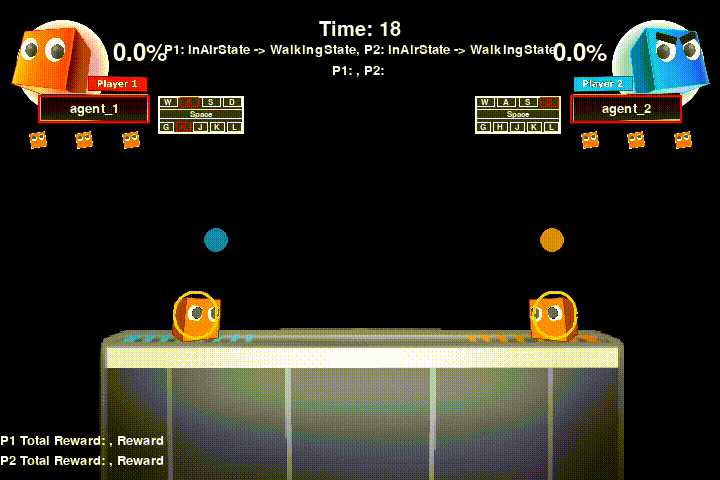 Time: 18
0.0%
P1: InAirState -> WalkingState, P2: InAirState -> WalkingState
0.0%
P1: , P2:
Player 1
Player 2
agent_1
agent_2
W A S D
Space
G H J K L
W A S D
Space
G H J K L
P1 Total Reward: , Reward
P2 Total Reward: , Reward